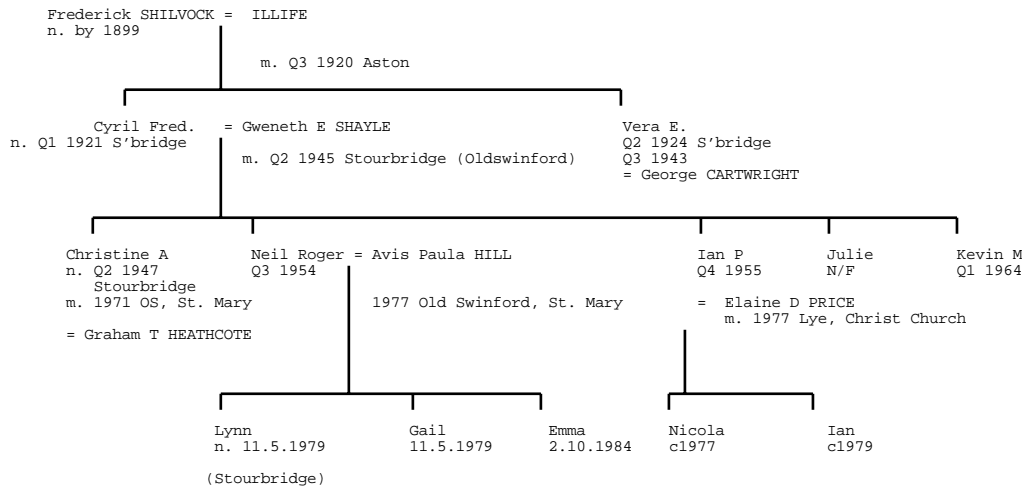 Frederick SHILVOCK = ILLIFE
n. by 1899
m. Q3 1920 Aston
Cyril Fred. = Gweneth E SHAYLE
n. Q1 1921 S'bridge
m. Q2 1945 Stourbridge (Oldswinford)
Vera E.
Q2 1924 S'bridge
Q3 1943
= George CARTWRIGHT
Christine A
n. Q2 1947
Stourbridge
m. 1971 OS, St. Mary
= Graham T HEATHCOTE
Neil Roger = Avis Paula HILL
Q3 1954
1977 Old Swinford, St. Mary
Ian P
Q4 1955
= Elaine D PRICE
m. 1977 Lye, Christ Church
Julie
N/F
Kevin M
Q1 1964
Lynn
n. 11.5.1979
(Stourbridge)
Gail
11.5.1979
Emma
2.10.1984
Nicola
c1977
Ian
c1979